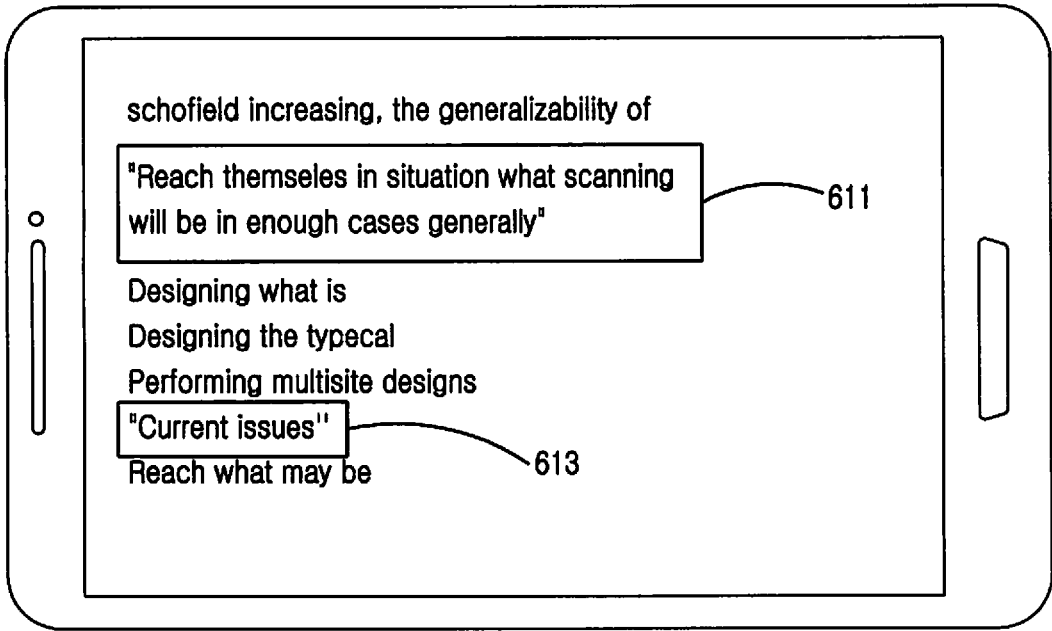 schofield increasing, the generalizability of
"Reach themseles in situation what scanning
will be in enough cases generally"
611
Designing what is
Designing the typecal
Performing multisite designs
"Current issues"
613
Reach what may be